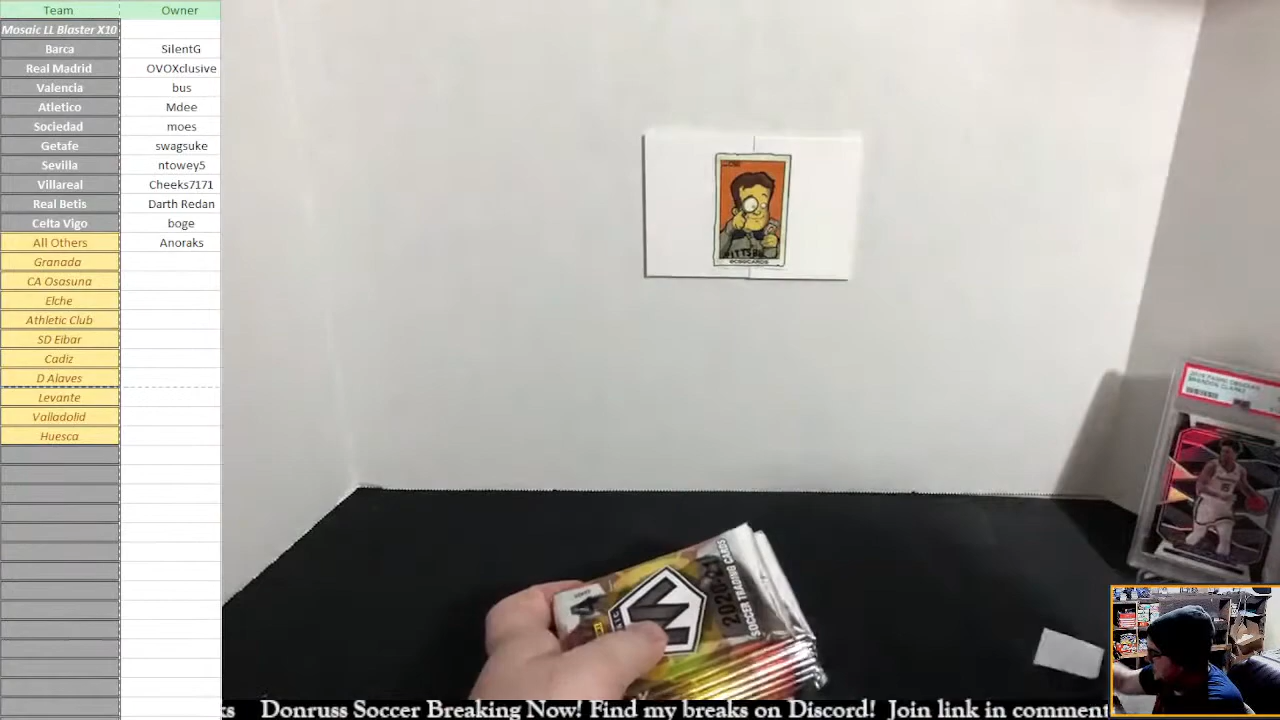 Team Owner
Mosaic LL Blaster X10
Barca SilentG
Real Madrid OVOXclusive
Valencia bus
Atletico Mdee
Sociedad moes
Getafe swagsuke
Sevilla ntowey5
Villareal Cheeks7171
Real Betis Darth Redan
Celta Vigo boge
All Others Anoraks
Granada
CA Osasuna
Elche
Athletic Club
SD Eibar
Cadiz
D Alaves
Levante
Valladolid
Huesca
2020-21
SOCCER TRADING CARDS
Donruss Soccer Breaking Now! Find my breaks on Discord! Join link in comment